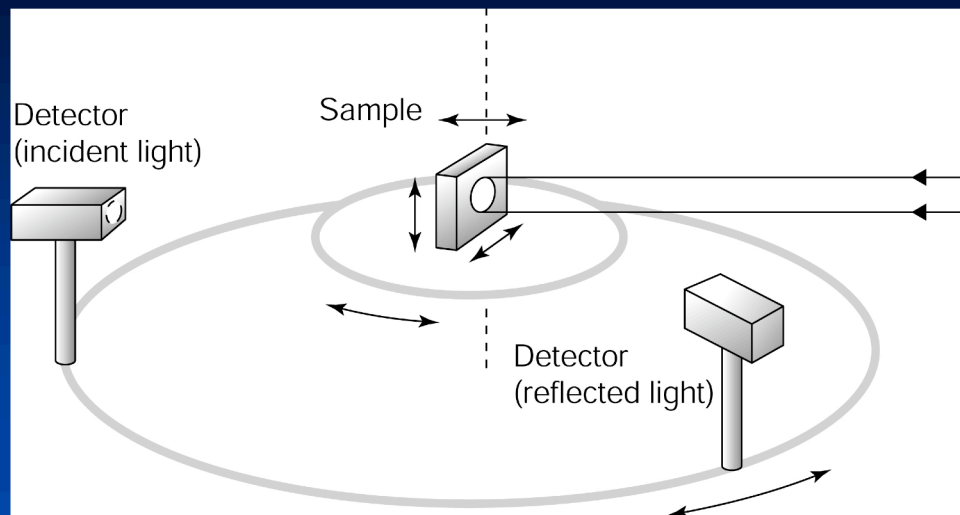 Detector
(incident light)
Sample
Detector
(reflected light)